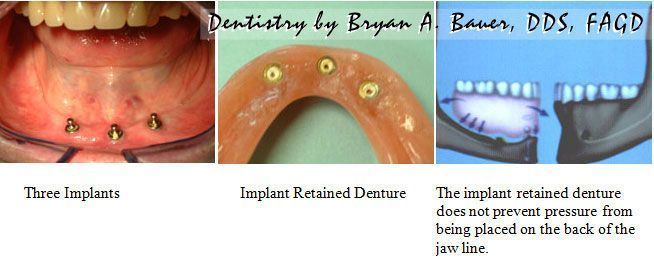 Dentistry by Bryan A. Bauer, DDS, FAGD
Three Implants
Implant Retained Denture
The implant retained denture
does not prevent pressure from
being placed on the back of the
jaw line.